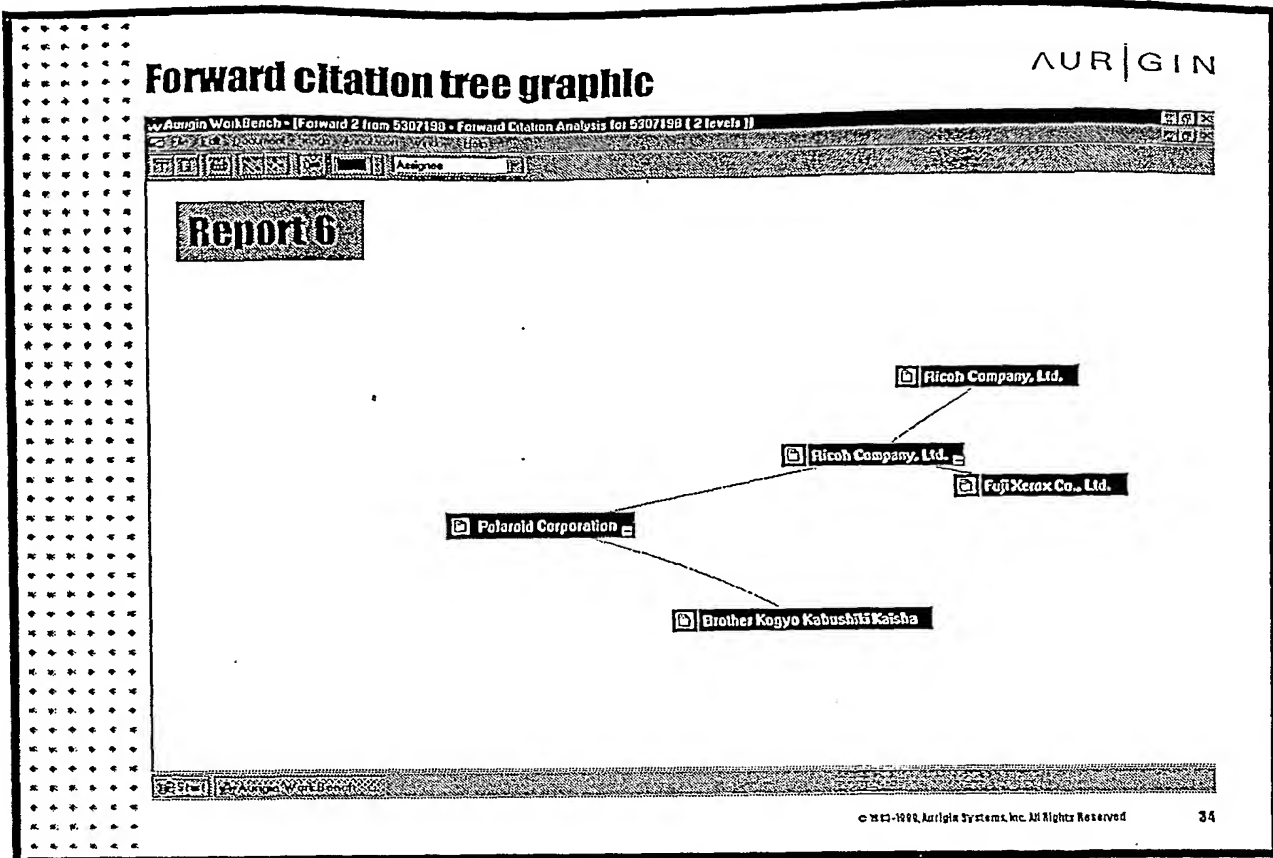 AURIGIN
Forward citation tree graphic
Aurigin WorkBench - [Forward 2 from 5307198 - Forward Citation Analysis for 5307198 ( 2 levels )]
Assignee
Report 6
Ricoh Company, Ltd.
Ricoh Company, Ltd.
Fuji Xerox Co., Ltd.
Polaroid Corporation
Brother Kogyo Kabushiki Kaisha
Start Aurigin WorkBench
Aurigin Systems, Inc. All Rights Reserved
34